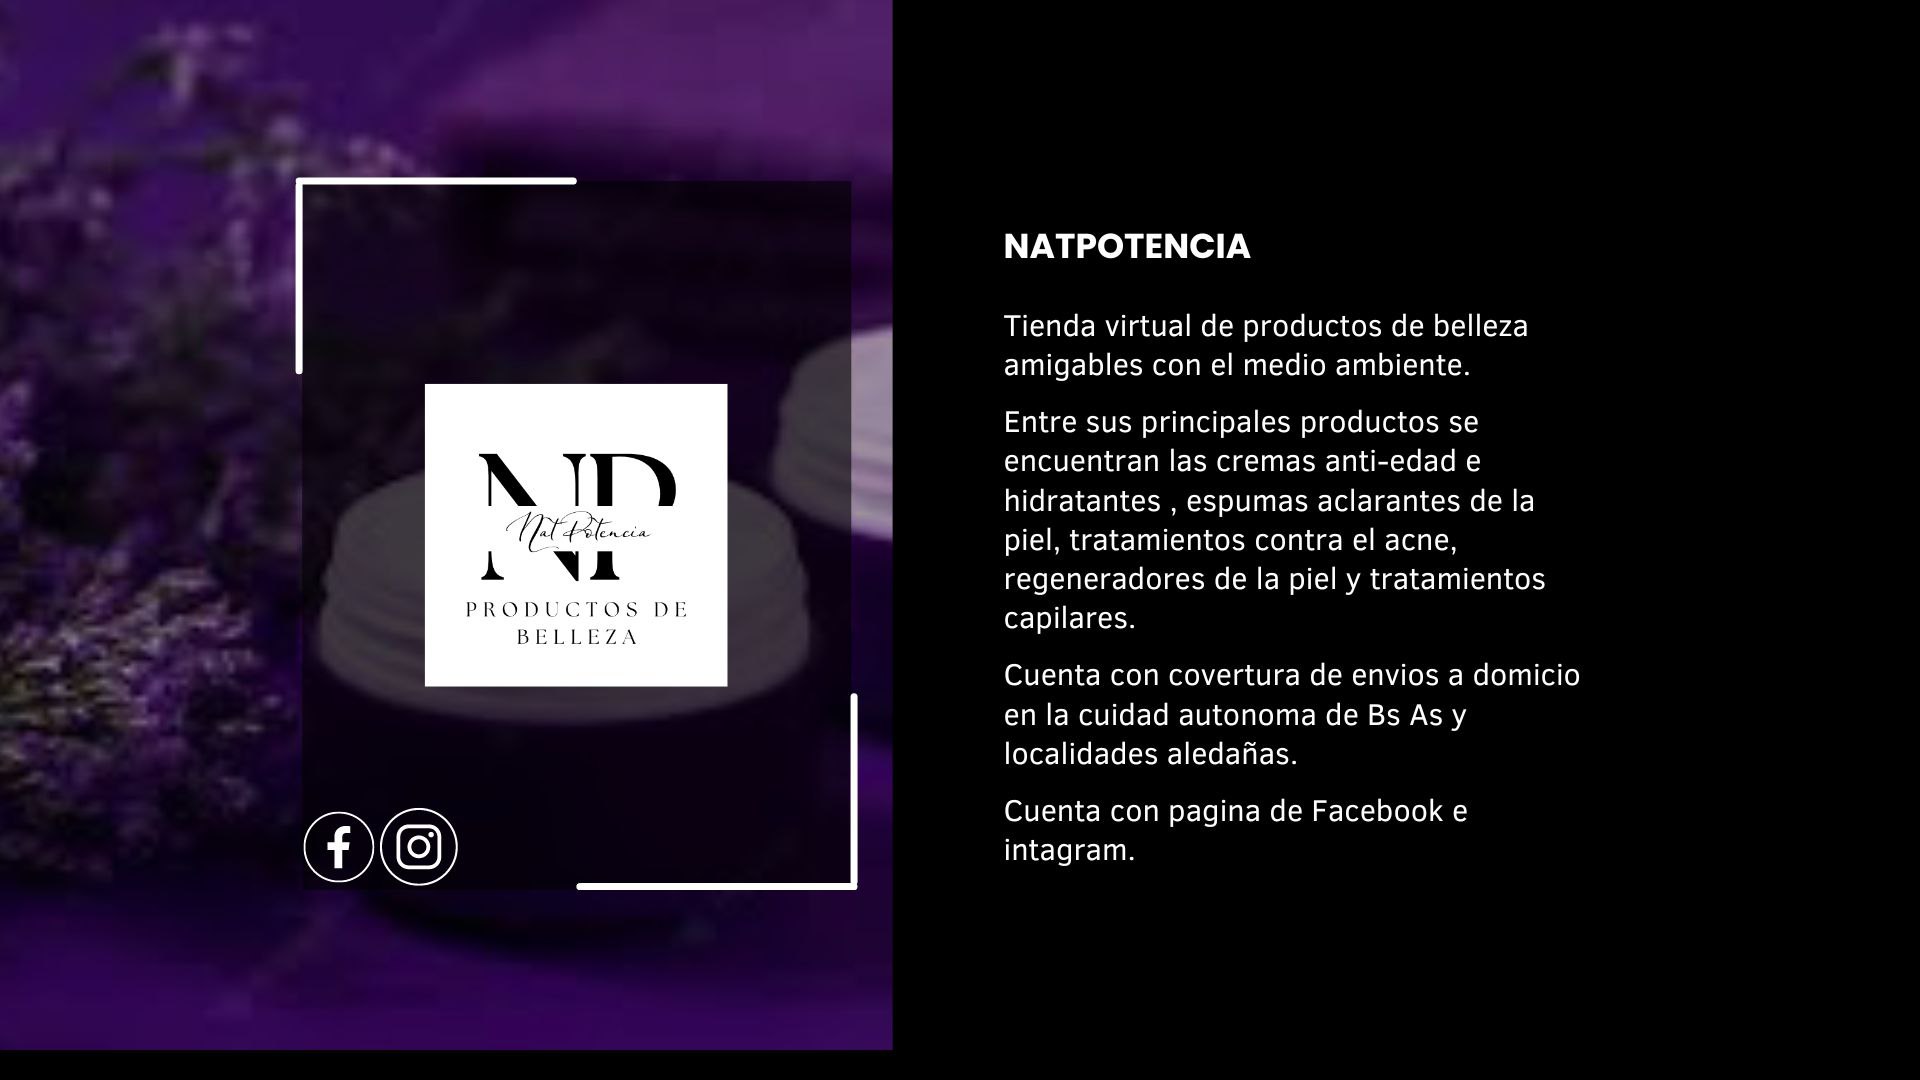 NP
NatPotencia
PRODUCTOS DE
BELLEZA
NATPOTENCIA
Tienda virtual de productos de belleza
amigables con el medio ambiente.
Entre sus principales productos se
encuentran las cremas anti-edad e
hidratantes , espumas aclarantes de la
piel, tratamientos contra el acne,
regeneradores de la piel y tratamientos
capilares.
Cuenta con covertura de envios a domicio
en la cuidad autonoma de Bs As y
localidades aledañas.
Cuenta con pagina de Facebook e
intagram.